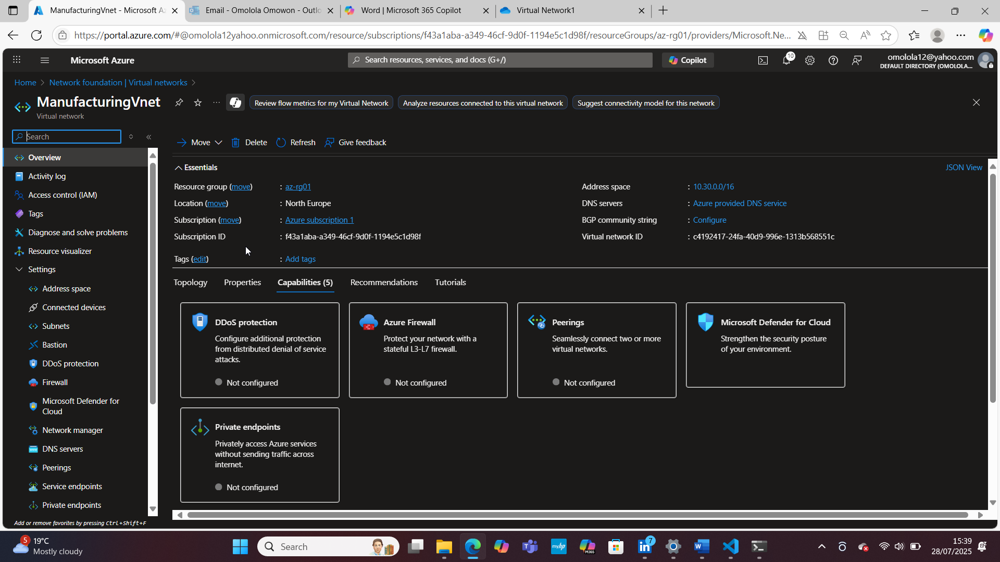 ManufacturingVnet - Microsoft Az
Email - Omolola Omowon - Outlo
Word | Microsoft 365 Copilot
Virtual Network1
https://portal.azure.com/#@omolola12yahoo.onmicrosoft.com/resource/subscriptions/f43a1aba-a349-46cf-9d0f-1194e5c1d98f/resourceGroups/az-rg01/providers/Microsoft.Ne...
Microsoft Azure
Search resources, services, and docs (G+/)
Copilot
10
omolola12@yahoo.com
DEFAULT DIRECTORY (OMOLOLA...
Home > Network foundation | Virtual networks >
ManufacturingVnet
Virtual network
Review flow metrics for my Virtual Network
Analyze resources connected to this virtual network
Suggest connectivity model for this network
Search
Move
Delete
Refresh
Give feedback
Overview
Activity log
Access control (IAM)
Tags
Diagnose and solve problems
Resource visualizer
Settings
Address space
Connected devices
Subnets
Bastion
DDoS protection
Firewall
Microsoft Defender for
Cloud
Network manager
DNS servers
Peerings
Service endpoints
Private endpoints
Add or remove favorites by pressing Ctrl+Shift+F
Essentials
JSON View
Resource group (move) : az-rg01
Location (move) : North Europe
Subscription (move) : Azure subscription 1
Subscription ID : f43a1aba-a349-46cf-9d0f-1194e5c1d98f
Address space : 10.30.0.0/16
DNS servers : Azure provided DNS service
BGP community string : Configure
Virtual network ID : c4192417-24fa-40d9-996e-1313b568551c
Tags (edit) : Add tags
Topology
Properties
Capabilities (5)
Recommendations
Tutorials
DDoS protection
Configure additional protection
from distributed denial of service
attacks.
Not configured
Azure Firewall
Protect your network with a
stateful L3-L7 firewall.
Not configured
Peerings
Seamlessly connect two or more
virtual networks.
Not configured
Microsoft Defender for Cloud
Strengthen the security posture
of your environment.
Private endpoints
Privately access Azure services
without sending traffic across
internet.
Not configured
5
19°C
Mostly cloudy
Search
myhp
M365
7
15:39
28/07/2025